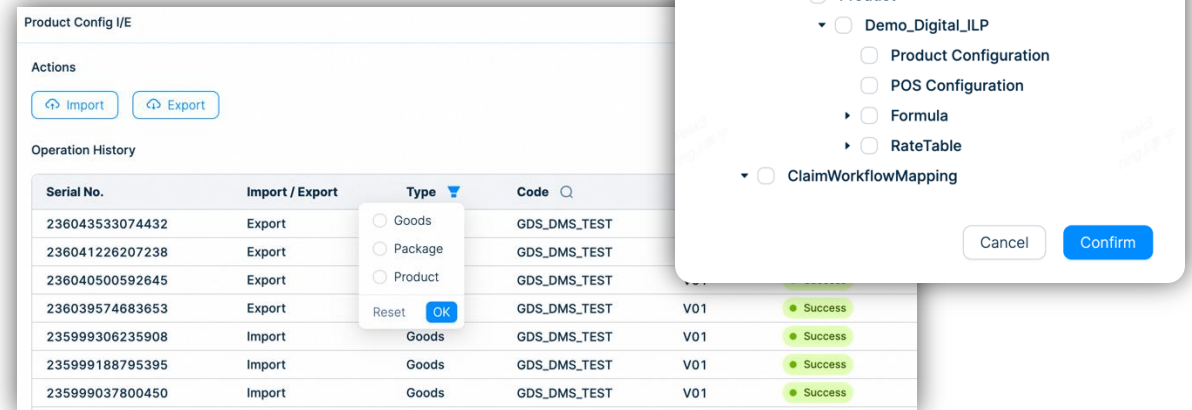 Product Config I/E
Actions
Import Export
Operation History
Serial No. Import / Export Type Code
236043533074432 Export GDS_DMS_TEST
236041226207238 Export GDS_DMS_TEST
236040500592645 Export GDS_DMS_TEST
236039574683653 Export GDS_DMS_TEST V01 Success
235999306235908 Import Goods GDS_DMS_TEST V01 Success
235999188795395 Import Goods GDS_DMS_TEST V01 Success
235999037800450 Import Goods GDS_DMS_TEST V01 Success
Goods
Package
Product
Reset OK
Demo_Digital_ILP
Product Configuration
POS Configuration
Formula
RateTable
ClaimWorkflowMapping
Cancel Confirm